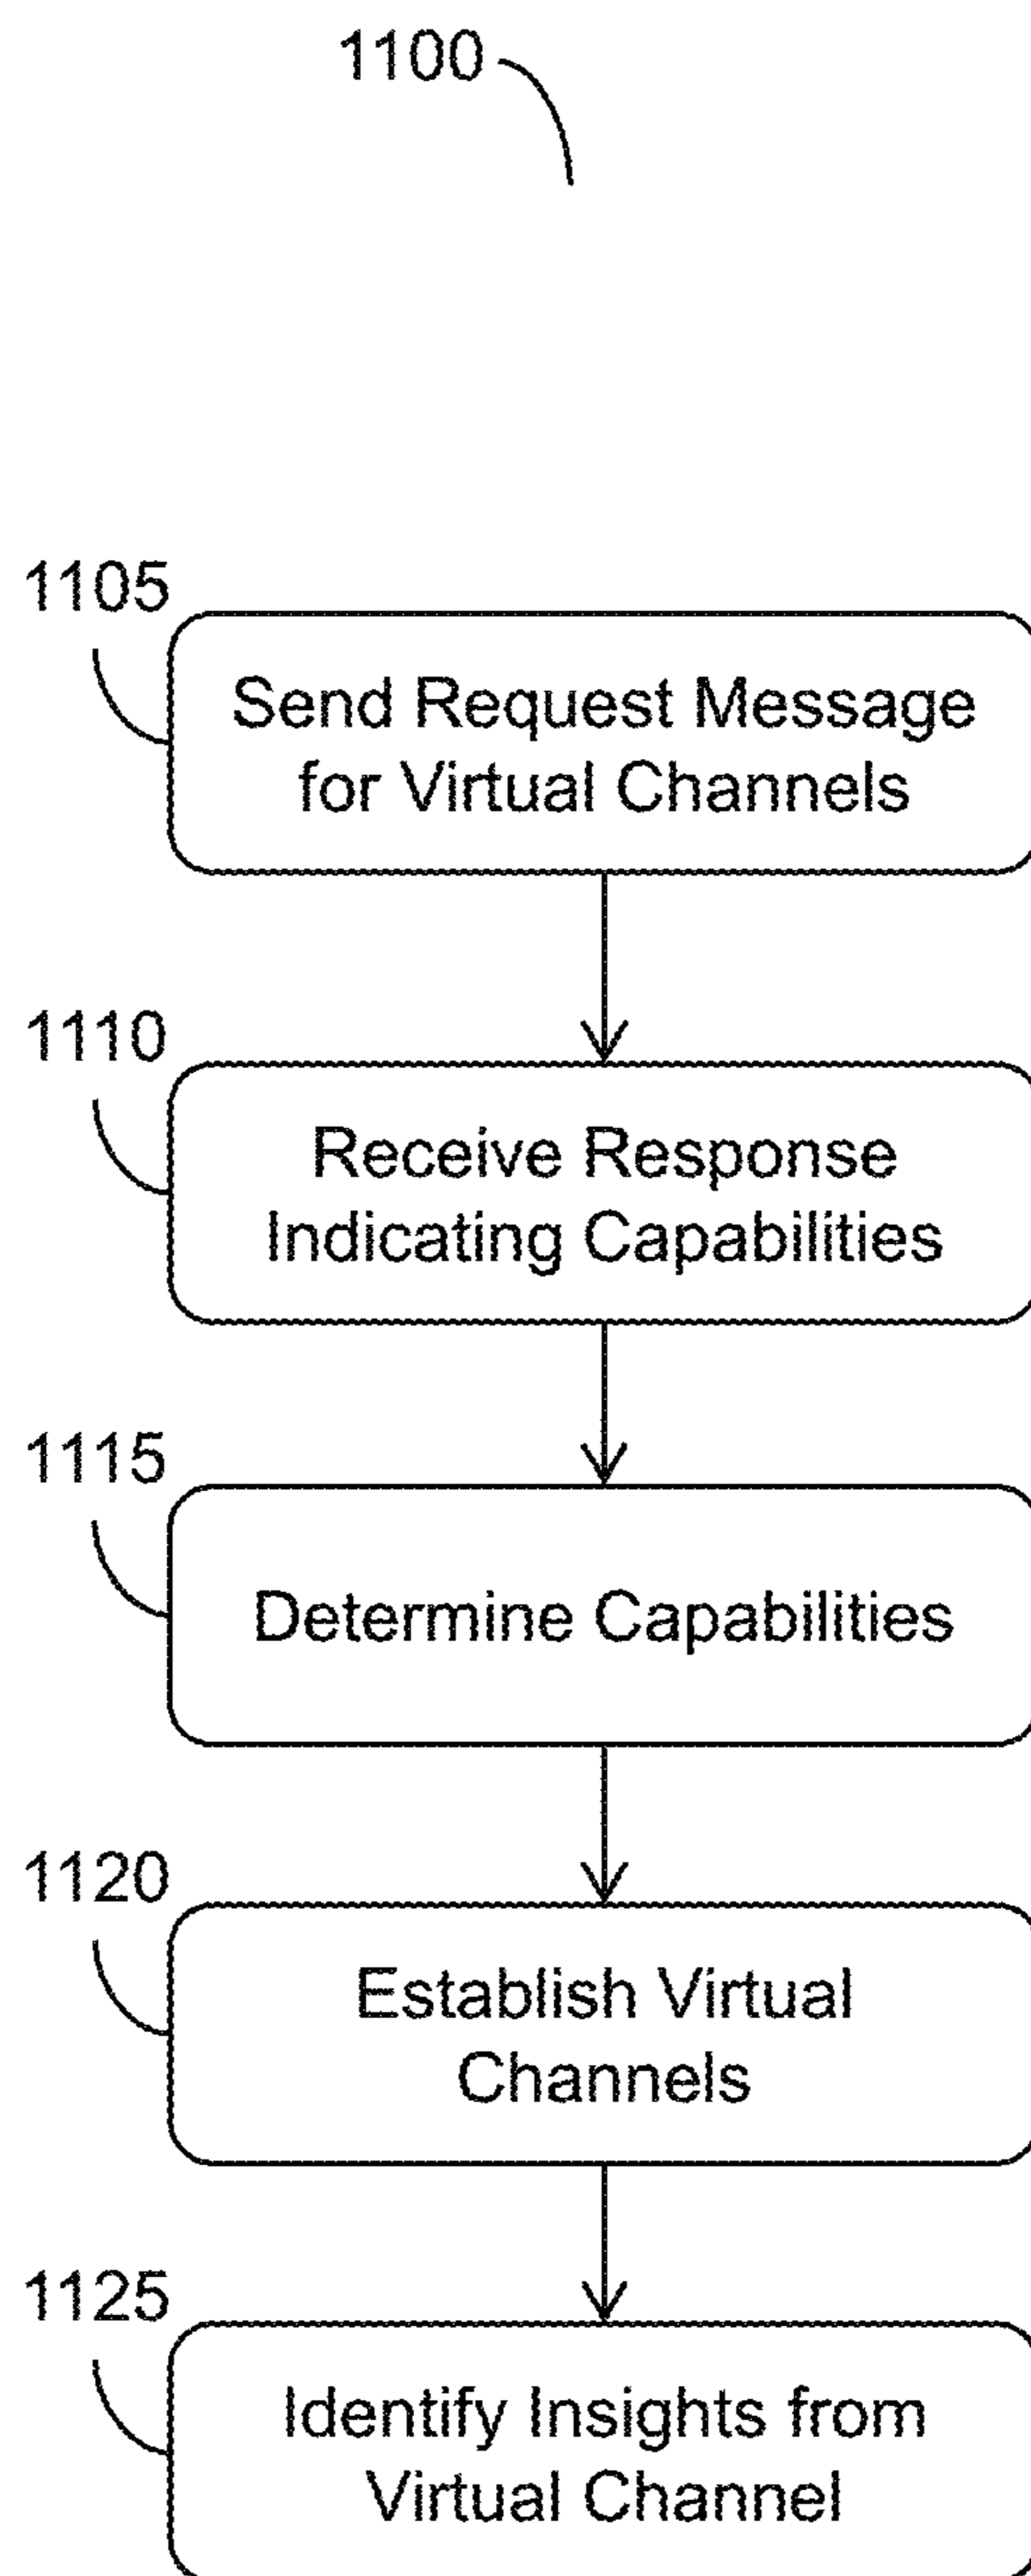 1100
1105
Send Request Message
for Virtual Channels
1110
Receive Response
Indicating Capabilities
1115
Determine Capabilities
1120
Establish Virtual
Channels
1125
Identify Insights from
Virtual Channel